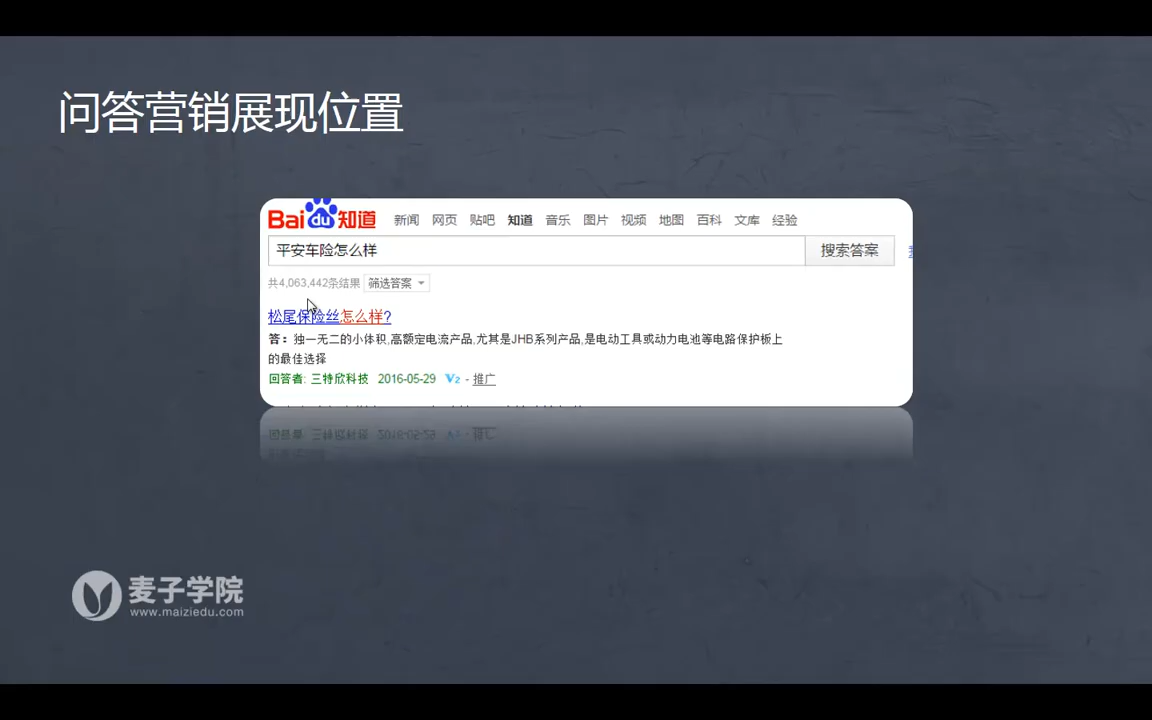 问答营销展现位置
Bai du 知道 新闻 网页 贴吧 知道 音乐 图片 视频 地图 百科 文库 经验
平安车险怎么样 搜索答案
共4,063,442条结果 筛选答案
松尾保险丝怎么样?
答：独一无二的小体积,高额定电流产品,尤其是JHB系列产品,是电动工具或动力电池等电路保护板上
的最佳选择
回答者: 三特欣科技 2016-05-29 V2 - 推广
麦子学院
www.maiziedu.com